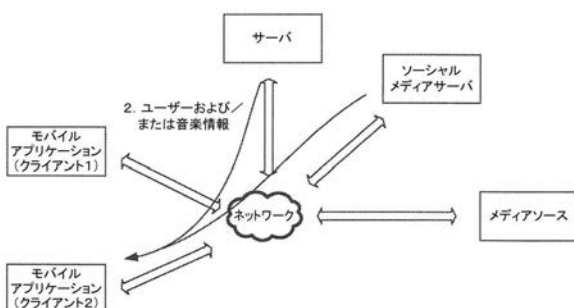 サーバ
ソーシャル
メディアサーバ
2. ユーザーおよび／
または音楽情報
モバイル
アプリケーション
(クライアント1)
ネットワーク
メディアソース
モバイル
アプリケーション
(クライアント2)